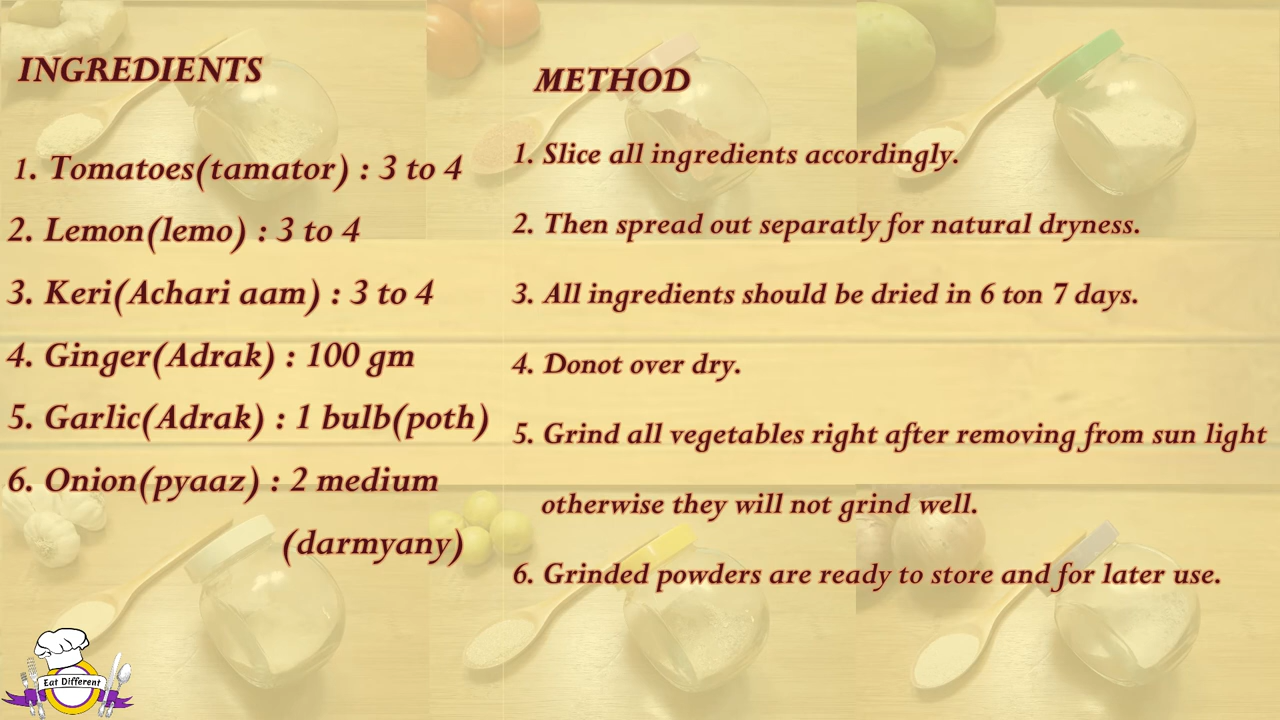 INGREDIENTS
1. Tomatoes(tamator) : 3 to 4
2. Lemon(lemo) : 3 to 4
3. Keri(Achari aam) : 3 to 4
4. Ginger(Adrak) : 100 gm
5. Garlic(Adrak) : 1 bulb(poth)
6. Onion(pyaaz) : 2 medium
(darmyany)
METHOD
1. Slice all ingredients accordingly.
2. Then spread out separatly for natural dryness.
3. All ingredients should be dried in 6 ton 7 days.
4. Donot over dry.
5. Grind all vegetables right after removing from sun light
otherwise they will not grind well.
6. Grinded powders are ready to store and for later use.
Eat Different